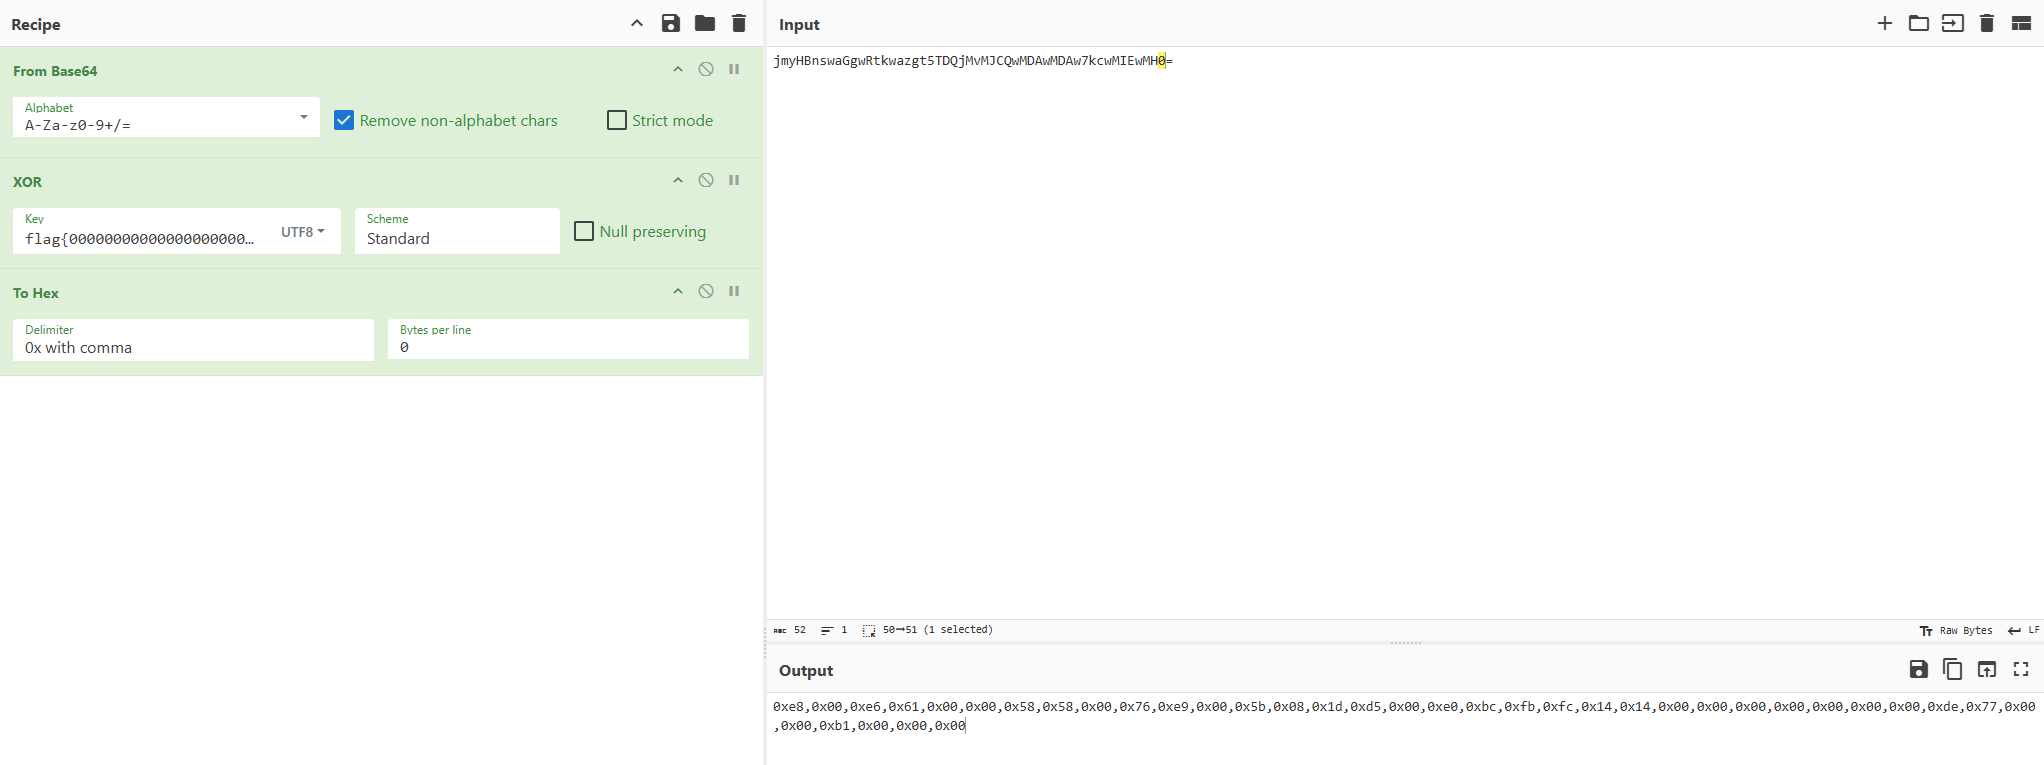 Recipe
From Base64
Alphabet
A-Za-z0-9+/=
Remove non-alphabet chars
Strict mode
XOR
Key
flag{00000000000000000000…
UTF8
Scheme
Standard
Null preserving
To Hex
Delimiter
0x with comma
Bytes per line
0
Input
jmyHBnswaGgwRtkwazgt5TDQjMvMJCQwMDAwMDAw7kcwMIEwMH0=
ABC 52
1
50→51 (1 selected)
Raw Bytes
LF
Output
0xe8,0x00,0xe6,0x61,0x00,0x00,0x58,0x58,0x00,0x76,0xe9,0x00,0x5b,0x08,0x1d,0xd5,0x00,0xe0,0xbc,0xfb,0xfc,0x14,0x14,0x00,0x00,0x00,0x00,0x00,0x00,0x00,0xde,0x77,0x00
,0x00,0xb1,0x00,0x00,0x00